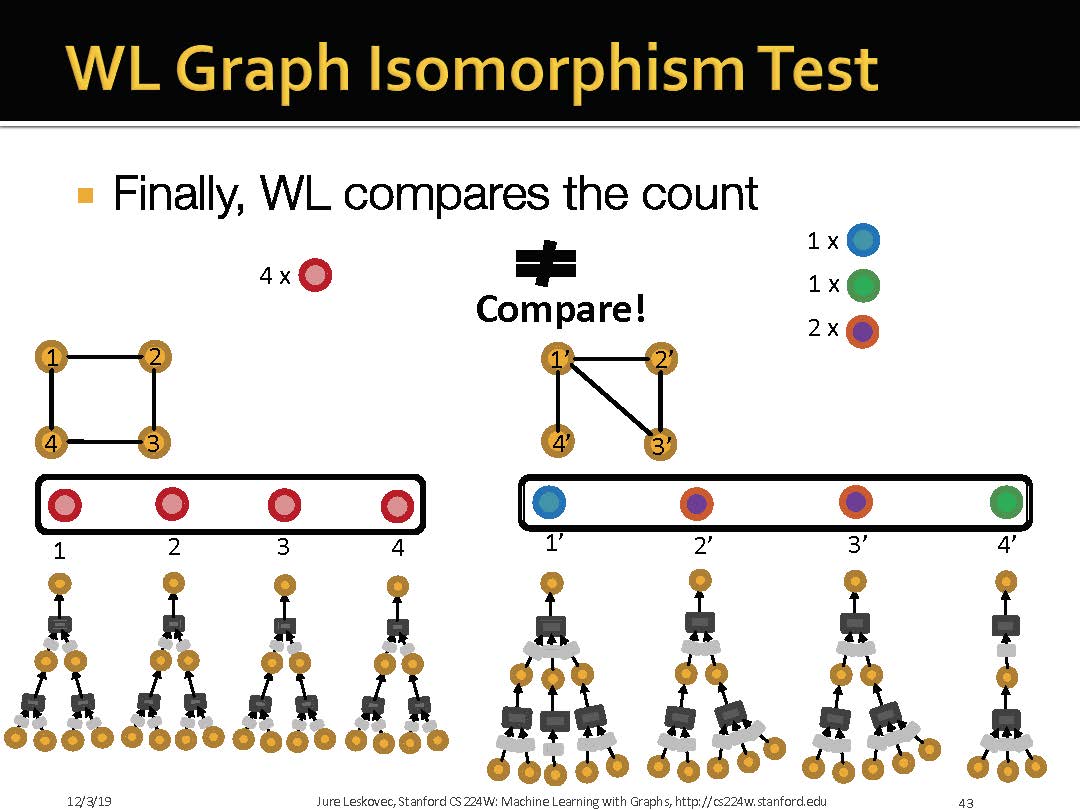 WL Graph Isomorphism Test
Finally, WL compares the count
4 x
≠
Compare!
1 x
1 x
2 x
1 2
4 3
1’ 2’
4’ 3’
1 2 3 4
1’ 2’ 3’ 4’
12/3/19
Jure Leskovec, Stanford CS224W: Machine Learning with Graphs, http://cs224w.stanford.edu
43